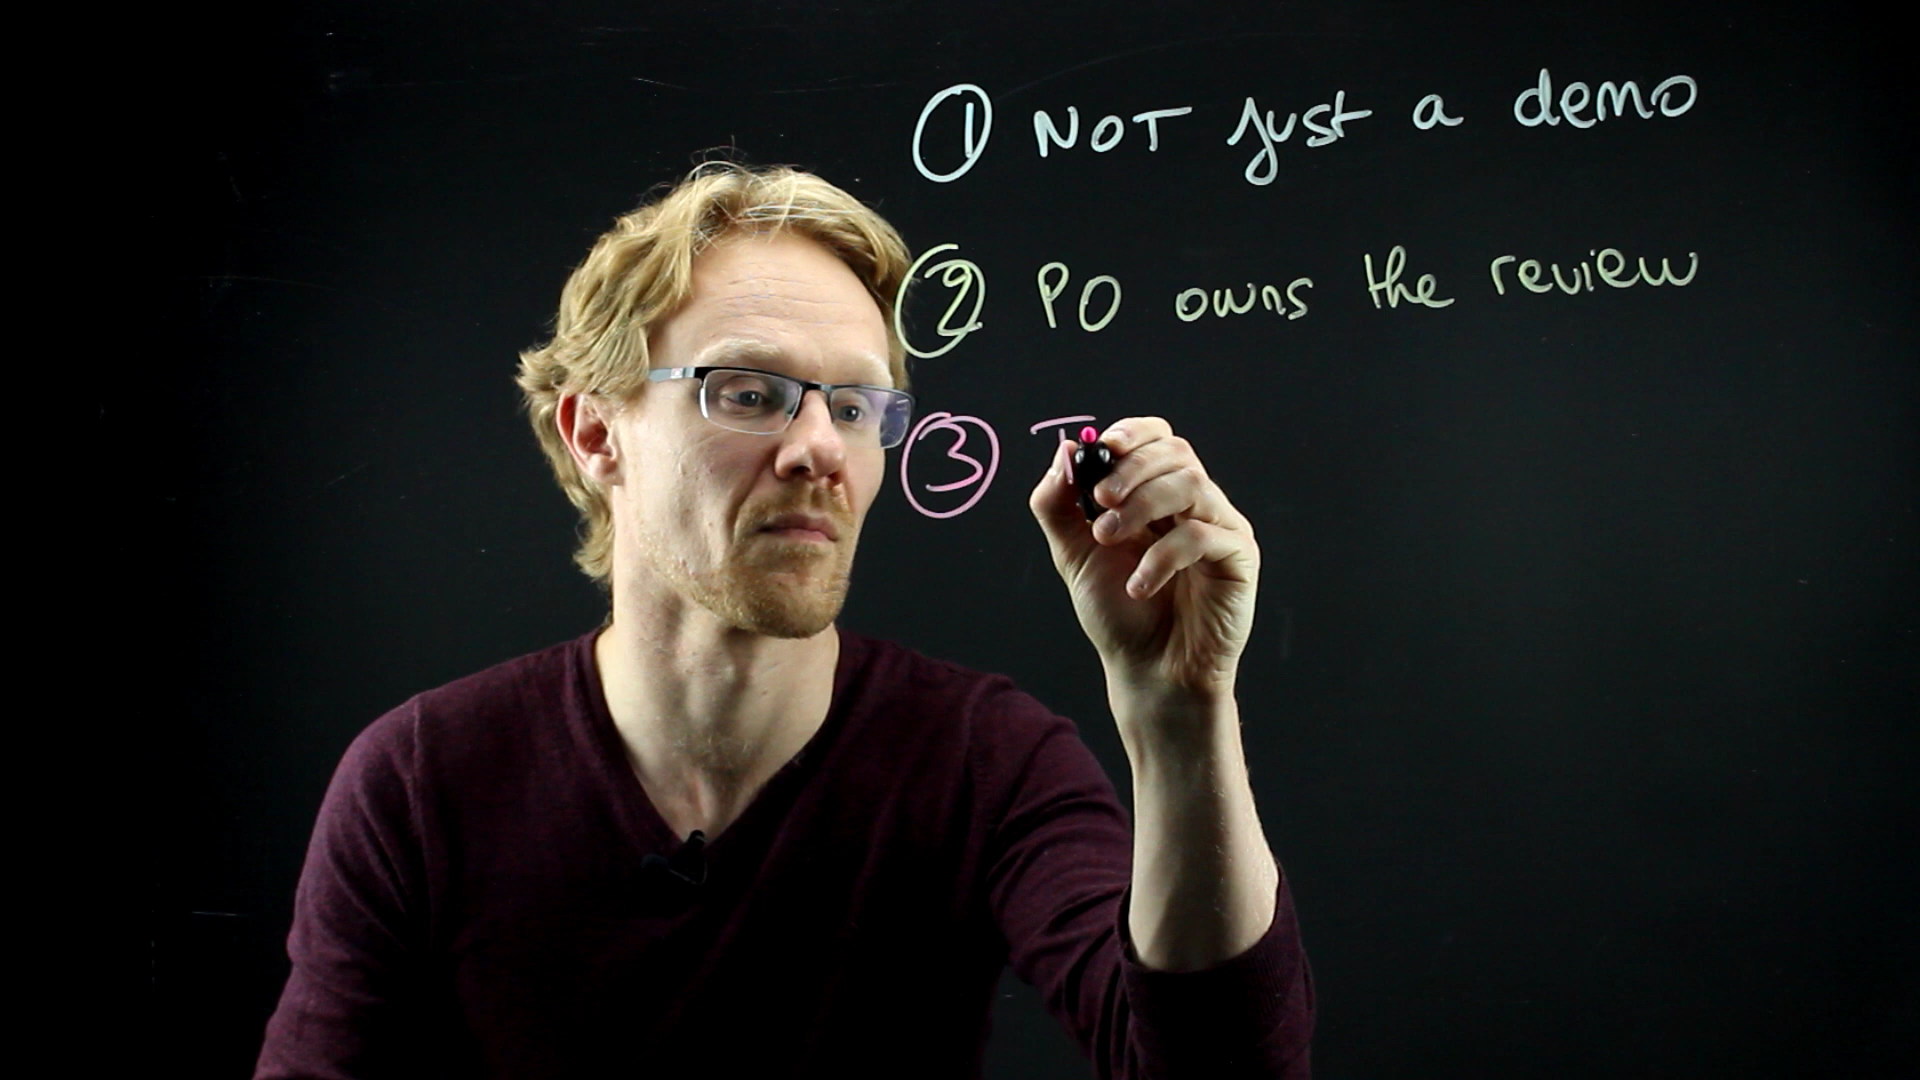 ① NOT just a demo
② PO owns the review
③ T